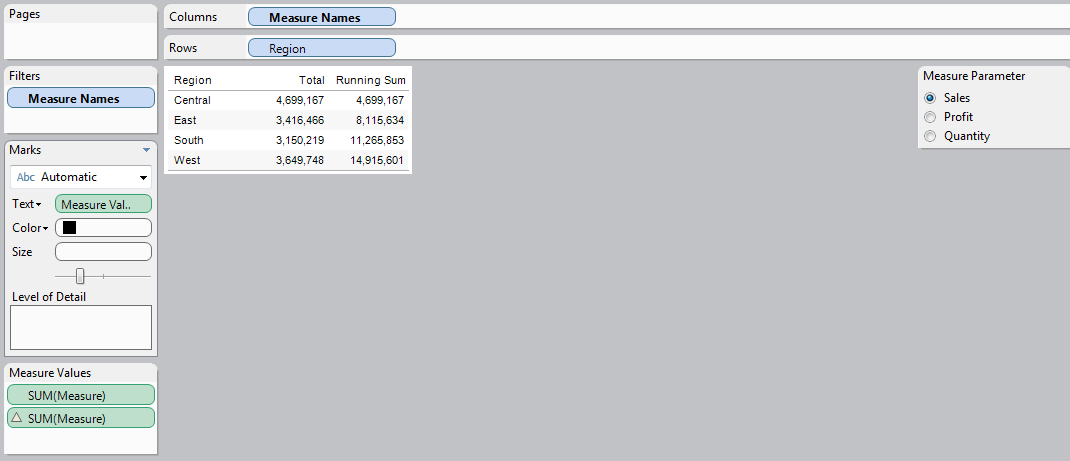 Pages
Filters
Measure Names
Marks
Abc Automatic
Text
Measure Val..
Color
Size
Level of Detail
Measure Values
SUM(Measure)
SUM(Measure)
Columns
Measure Names
Rows
Region
Region Total Running Sum
Central 4,699,167 4,699,167
East 3,416,466 8,115,634
South 3,150,219 11,265,853
West 3,649,748 14,915,601
Measure Parameter
Sales
Profit
Quantity